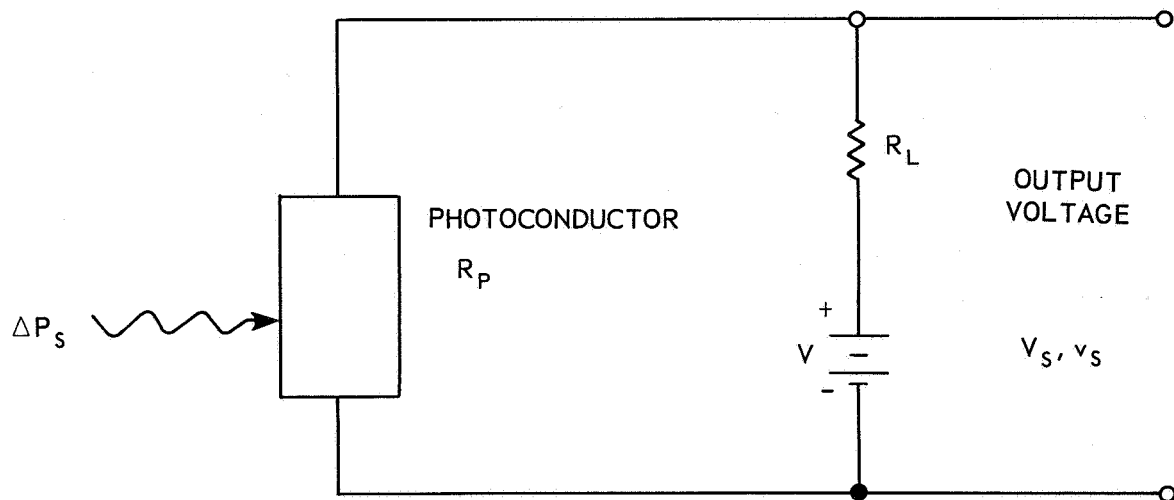 PHOTOCONDUCTOR
R_P
ΔP_S
R_L
OUTPUT
VOLTAGE
+
V
-
V_S, v_S